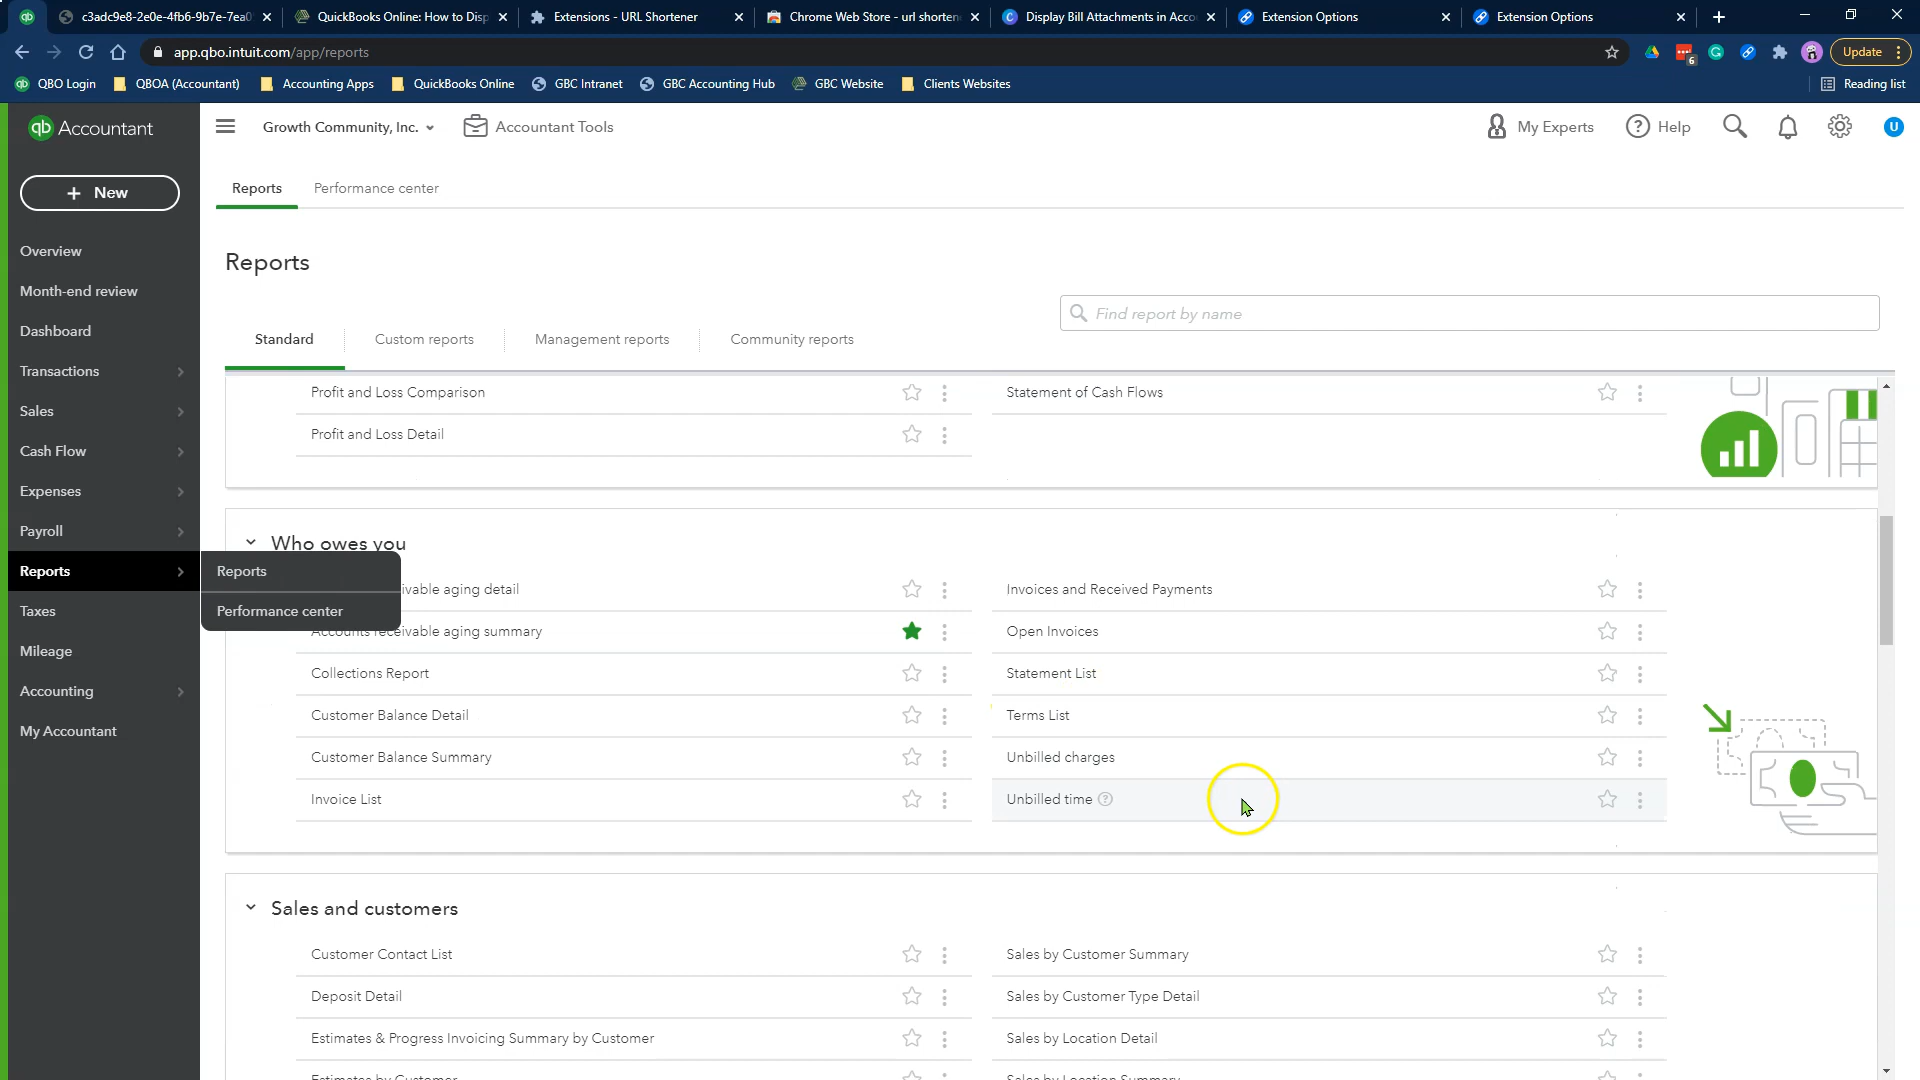 c3adc9e8-2e0e-4fb6-9b7e-7ea0
QuickBooks Online: How to Disp
Extensions - URL Shortener
Chrome Web Store - url shorten
Display Bill Attachments in Acco
Extension Options
Extension Options
app.qbo.intuit.com/app/reports
6
Update
QBO Login
QBOA (Accountant)
Accounting Apps
QuickBooks Online
GBC Intranet
GBC Accounting Hub
GBC Website
Clients Websites
Reading list
qb Accountant
Growth Community, Inc.
Accountant Tools
My Experts
? Help
U
+ New
Overview
Month-end review
Dashboard
Transactions
Sales
Cash Flow
Expenses
Payroll
Reports
Taxes
Mileage
Accounting
My Accountant
Reports
Performance center
Reports
Performance center
Reports
Find report by name
Standard
Custom reports
Management reports
Community reports
Profit and Loss Comparison
Statement of Cash Flows
Profit and Loss Detail
Who owes you
ivable aging detail
Invoices and Received Payments
Accounts receivable aging summary
Open Invoices
Collections Report
Statement List
Customer Balance Detail
Terms List
Customer Balance Summary
Unbilled charges
Invoice List
Unbilled time ?
Sales and customers
Customer Contact List
Sales by Customer Summary
Deposit Detail
Sales by Customer Type Detail
Estimates & Progress Invoicing Summary by Customer
Sales by Location Detail
Estimates by Customer
Sales by Location Summary